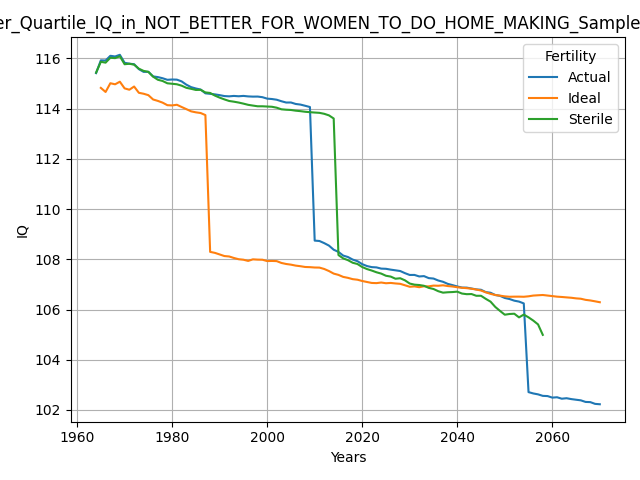 er_Quartile_IQ_in_NOT_BETTER_FOR_WOMEN_TO_DO_HOME_MAKING_Sample
116
114
112
110
108
106
104
102
IQ
1960
1980
2000
2020
2040
2060
Years
Fertility
Actual
Ideal
Sterile